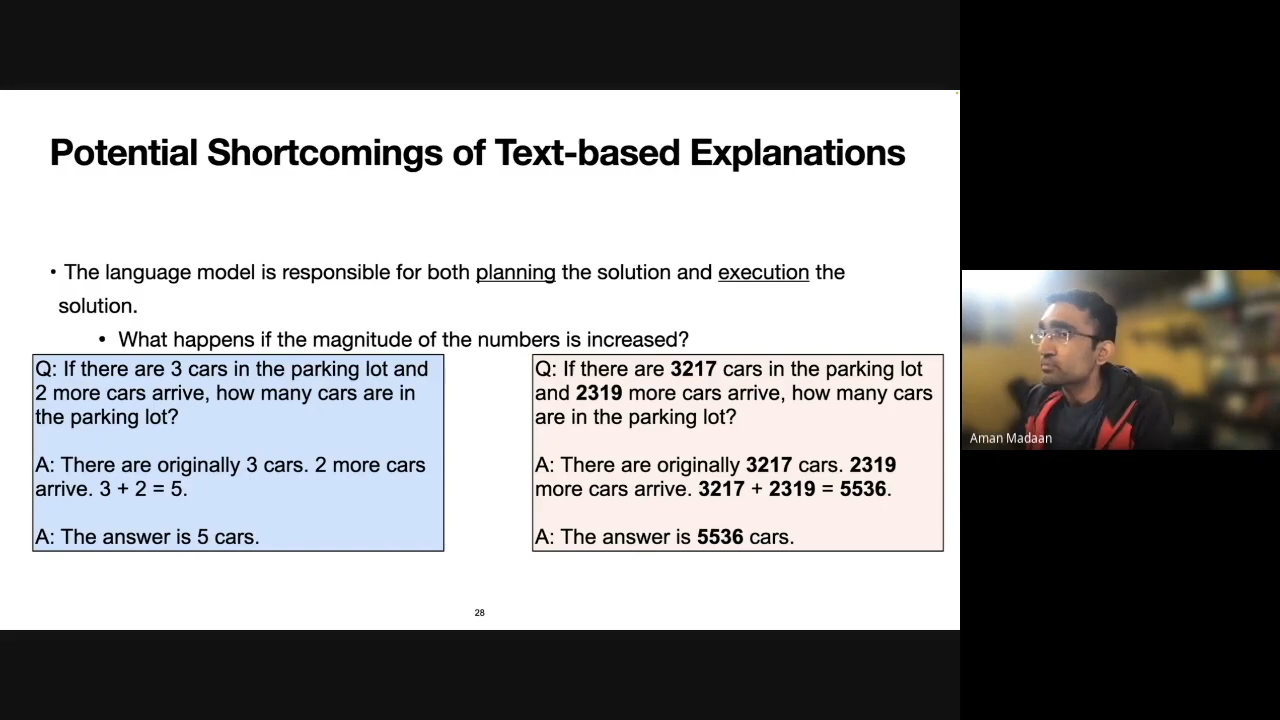 Potential Shortcomings of Text-based Explanations
• The language model is responsible for both planning the solution and execution the
solution.
• What happens if the magnitude of the numbers is increased?
Q: If there are 3 cars in the parking lot and
2 more cars arrive, how many cars are in
the parking lot?
A: There are originally 3 cars. 2 more cars
arrive. 3 + 2 = 5.
A: The answer is 5 cars.
Q: If there are 3217 cars in the parking lot
and 2319 more cars arrive, how many cars
are in the parking lot?
A: There are originally 3217 cars. 2319
more cars arrive. 3217 + 2319 = 5536.
A: The answer is 5536 cars.
28
Aman Madaan